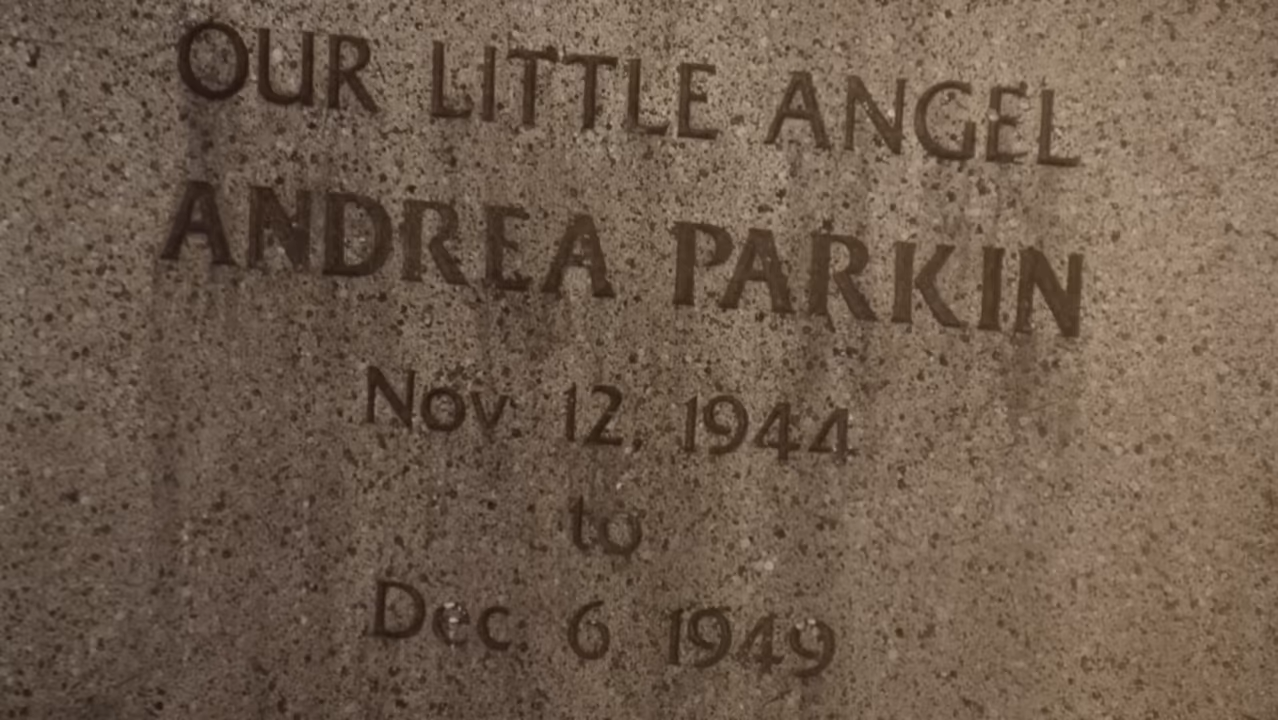 OUR LITTLE ANGEL
ANDREA PARKIN
Nov. 12, 1944
to
Dec. 6 1949